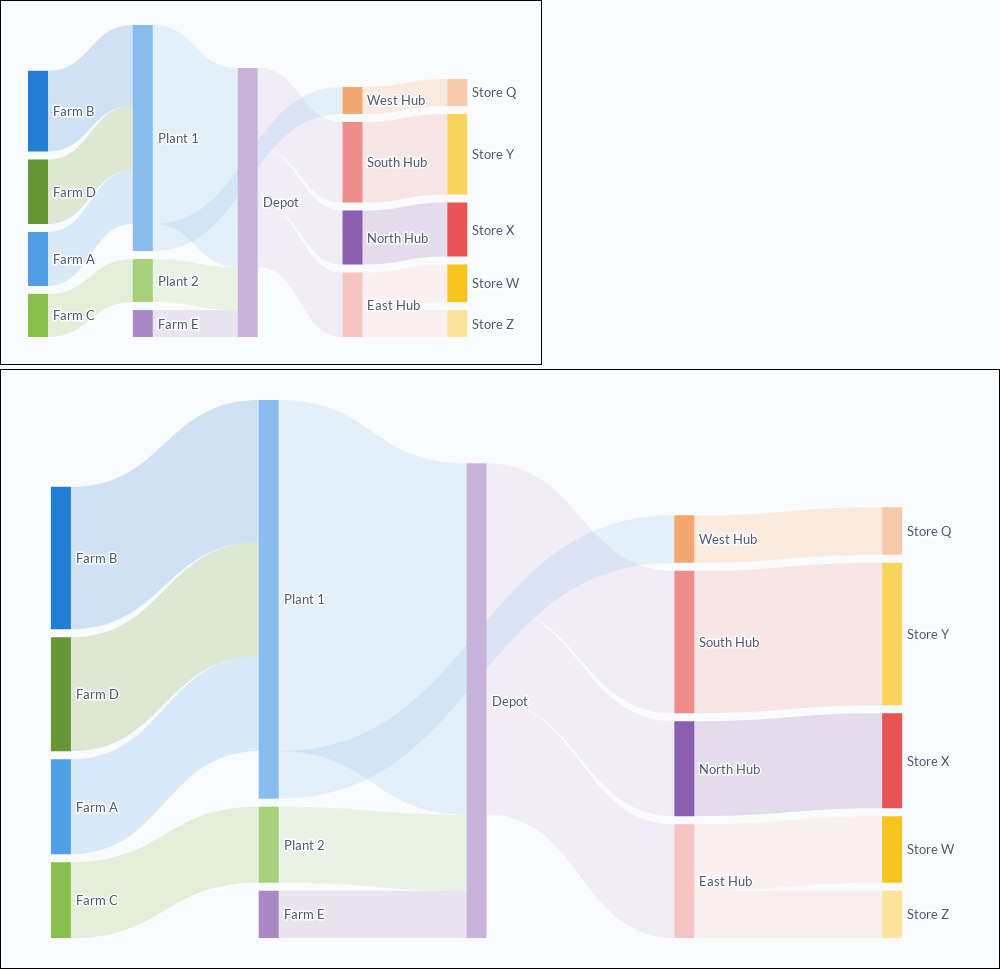 Farm B
Farm D
Farm A
Farm C
Plant 1
Plant 2
Farm E
Depot
West Hub
South Hub
North Hub
East Hub
Store Q
Store Y
Store X
Store W
Store Z
Farm B
Farm D
Farm A
Farm C
Plant 1
Plant 2
Farm E
Depot
West Hub
South Hub
North Hub
East Hub
Store Q
Store Y
Store X
Store W
Store Z